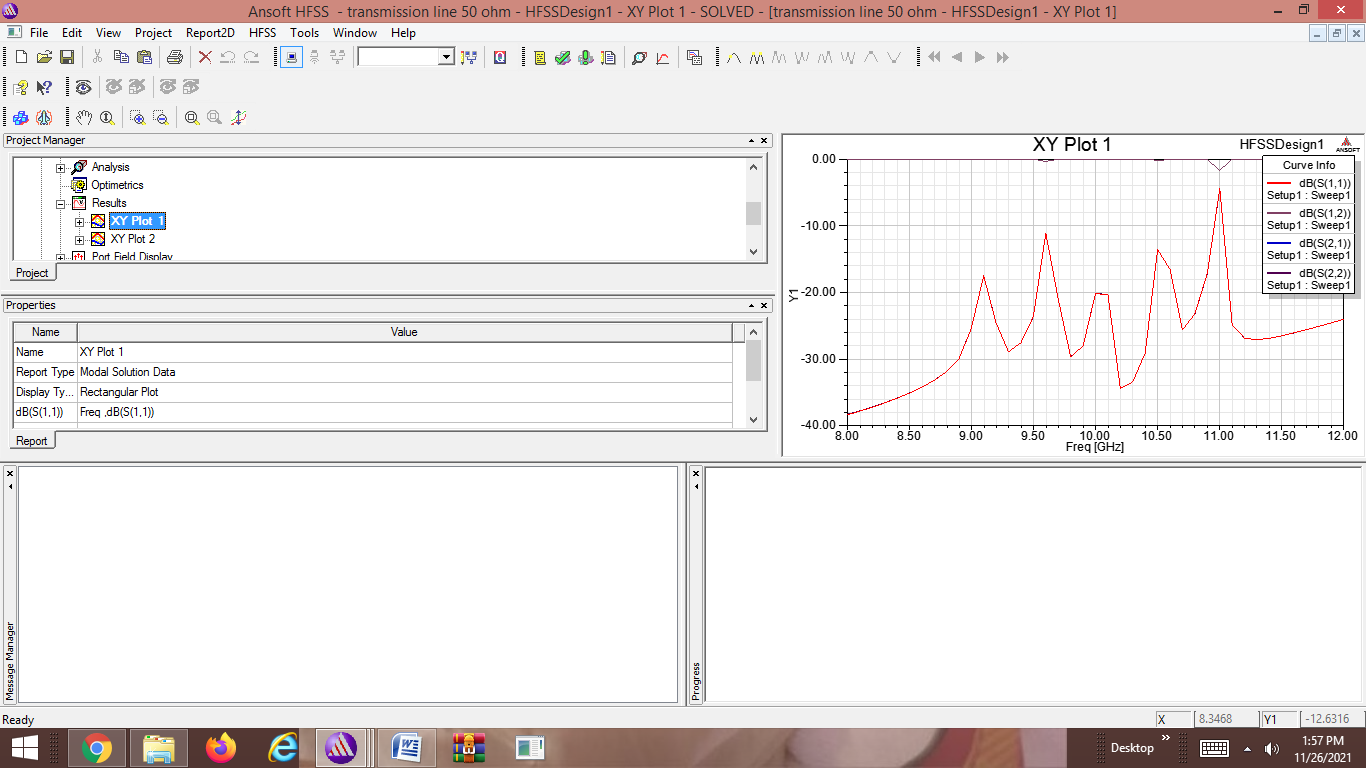 Ansoft HFSS - transmission line 50 ohm - HFSSDesign1 - XY Plot 1 - SOLVED - [transmission line 50 ohm - HFSSDesign1 - XY Plot 1]
File Edit View Project Report2D HFSS Tools Window Help
Project Manager
Analysis
Optimetrics
Results
XY Plot 1
XY Plot 2
Port Field Display
Project
Properties
Name Value
Name XY Plot 1
Report Type Modal Solution Data
Display Ty... Rectangular Plot
dB(S(1,1)) Freq ,dB(S(1,1))
Report
XY Plot 1
HFSSDesign1
ANSOFT
Curve Info
dB(S(1,1))
Setup1 : Sweep1
dB(S(1,2))
Setup1 : Sweep1
dB(S(2,1))
Setup1 : Sweep1
dB(S(2,2))
Setup1 : Sweep1
0.00
-10.00
-20.00
-30.00
-40.00
Y1
8.00 8.50 9.00 9.50 10.00 10.50 11.00 11.50 12.00
Freq [GHz]
Message Manager
Progress
Ready
X 8.3468 Y1 -12.6316
Desktop
1:57 PM
11/26/2021